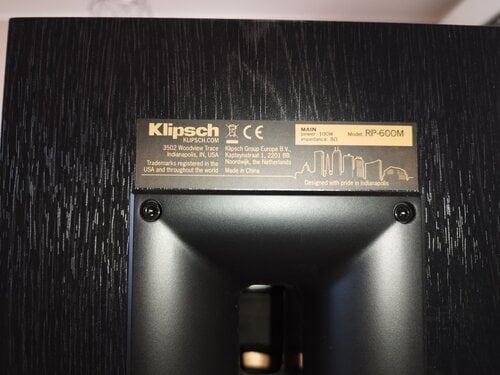 Klipsch
KLIPSCH.COM
3502 Woodview Trace
Indianapolis, IN, USA
Trademarks registered in the
USA and throughout the world
CE
Klipsch Group Europe B.V.,
Kapteynstraat 1, 2201 BB
Noordwijk, the Netherlands
Made in China
MAIN
power: 100W
impedance: 8Ω
Model: RP-600M
Designed with pride in Indianapolis